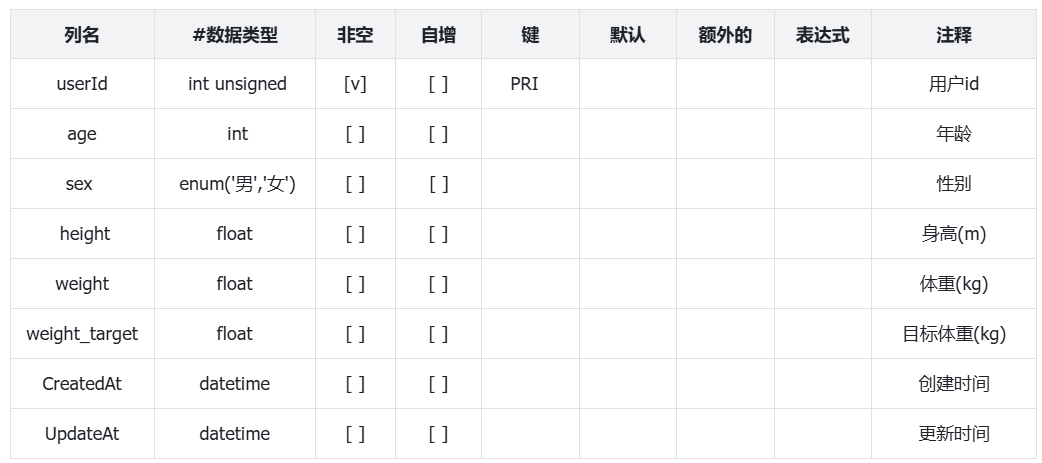 列名 #数据类型 非空 自增 键 默认 额外的 表达式 注释
userId int unsigned [v] [ ] PRI 用户id
age int [ ] [ ] 年龄
sex enum('男','女') [ ] [ ] 性别
height float [ ] [ ] 身高(m)
weight float [ ] [ ] 体重(kg)
weight_target float [ ] [ ] 目标体重(kg)
CreatedAt datetime [ ] [ ] 创建时间
UpdateAt datetime [ ] [ ] 更新时间